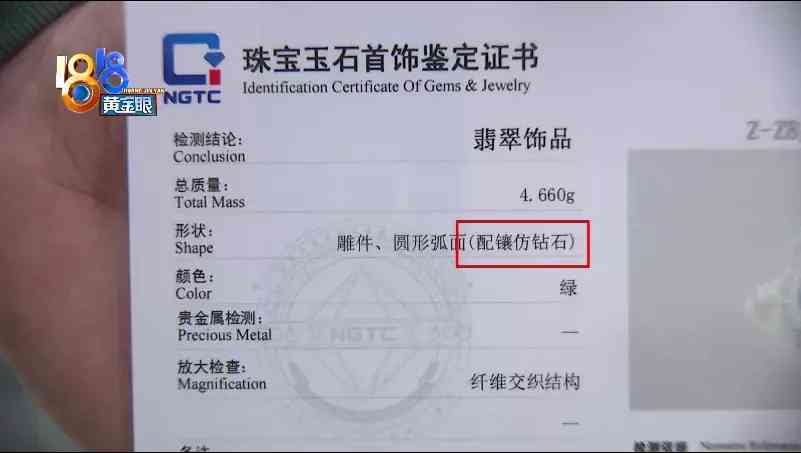 1818
HUANG JIN YAN
黄金眼
NGTC
珠宝玉石首饰鉴定证书
Identification Certificate Of Gems & Jewelry
检测结论：
Conclusion
翡翠饰品
总质量：
Total Mass
4.660g
形状：
Shape
雕件、圆形弧面(配镶仿钻石)
颜色：
Color
绿
贵金属检测：
Precious Metal
—
放大检查：
Magnification
纤维交织结构
—
NGTC